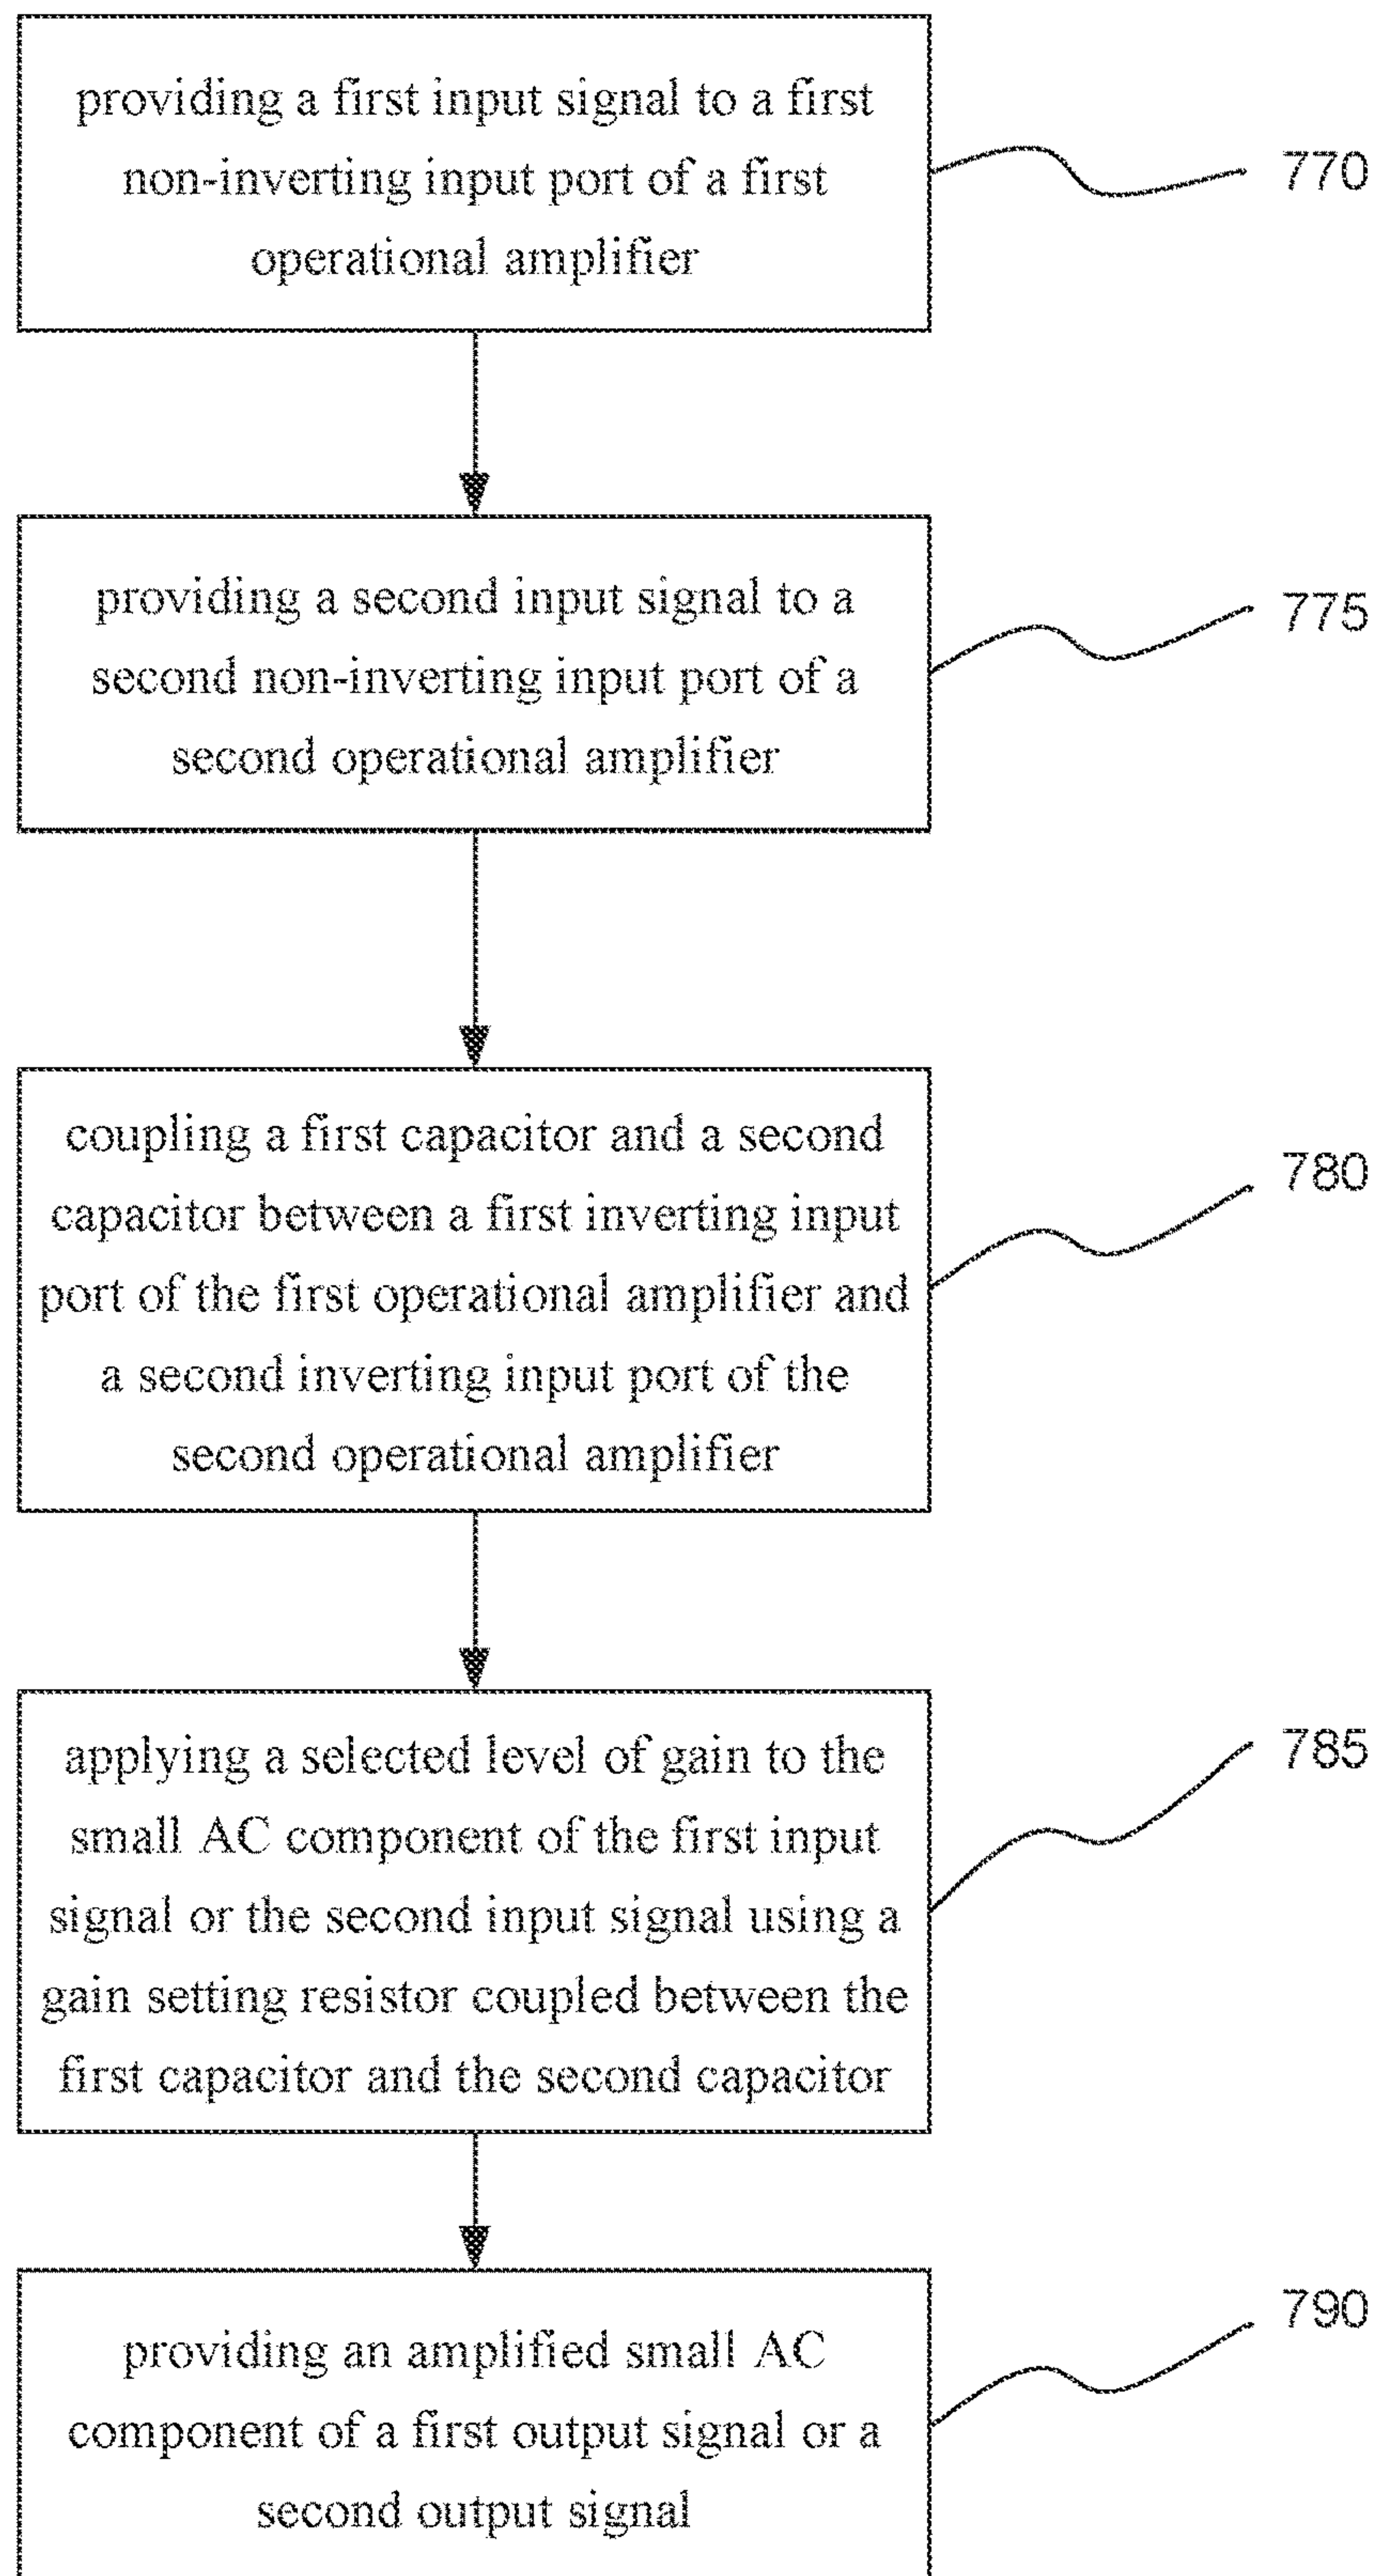 providing a first input signal to a first
non-inverting input port of a first
operational amplifier
770
providing a second input signal to a
second non-inverting input port of a
second operational amplifier
775
coupling a first capacitor and a second
capacitor between a first inverting input
port of the first operational amplifier and
a second inverting input port of the
second operational amplifier
780
applying a selected level of gain to the
small AC component of the first input
signal or the second input signal using a
gain setting resistor coupled between the
first capacitor and the second capacitor
785
providing an amplified small AC
component of a first output signal or a
second output signal
790